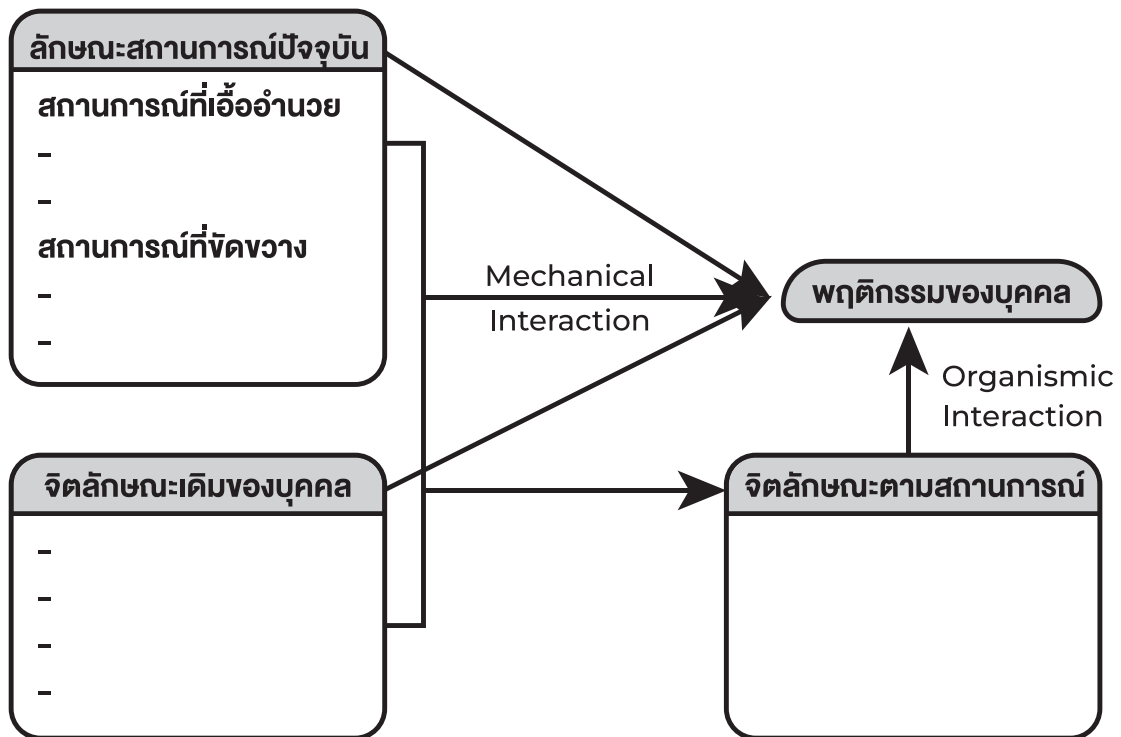 ลักษณะสถานการณ์ปัจจุบัน
สถานการณ์ที่เอื้ออำนวย
-
-
สถานการณ์ที่ขัดขวาง
-
-
Mechanical
Interaction
พฤติกรรมของบุคคล
Organismic
Interaction
จิตลักษณะเดิมของบุคคล
-
-
-
-
จิตลักษณะตามสถานการณ์